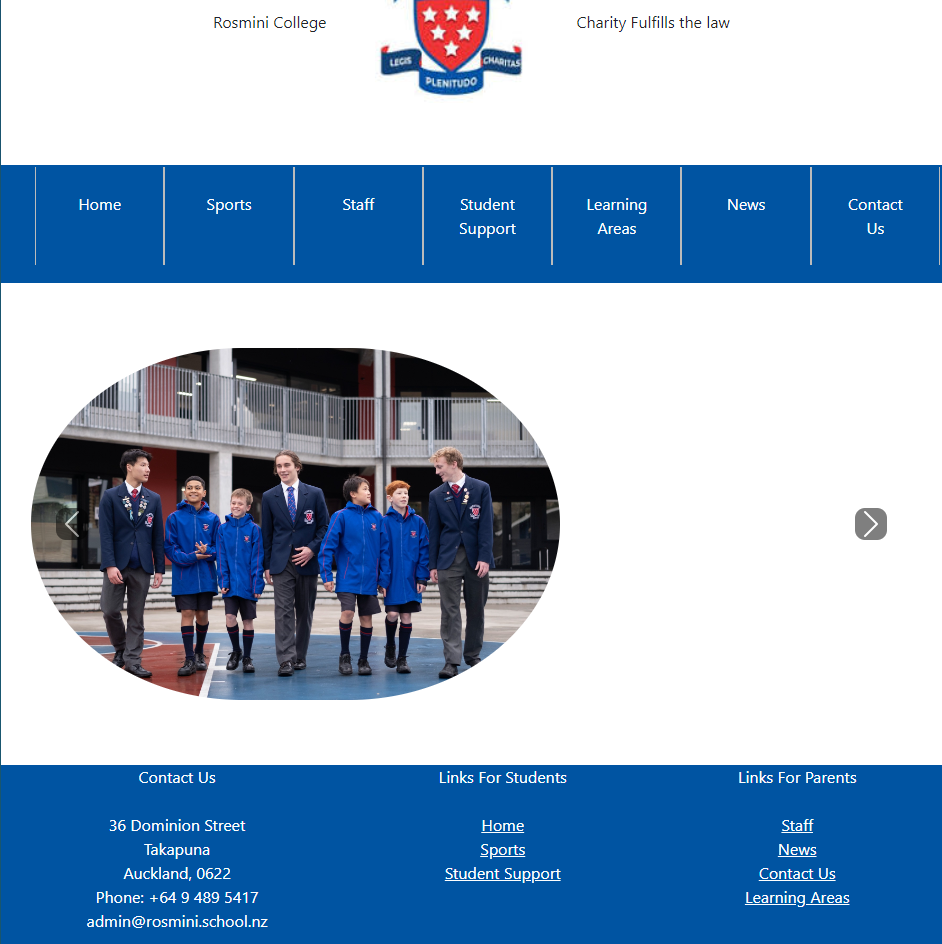 Rosmini College
Charity Fulfills the law
LEGIS
CHARITAS
PLENITUDO
Home
Sports
Staff
Student
Support
Learning
Areas
News
Contact
Us
Contact Us
36 Dominion Street
Takapuna
Auckland, 0622
Phone: +64 9 489 5417
admin@rosmini.school.nz
Links For Students
Home
Sports
Student Support
Links For Parents
Staff
News
Contact Us
Learning Areas